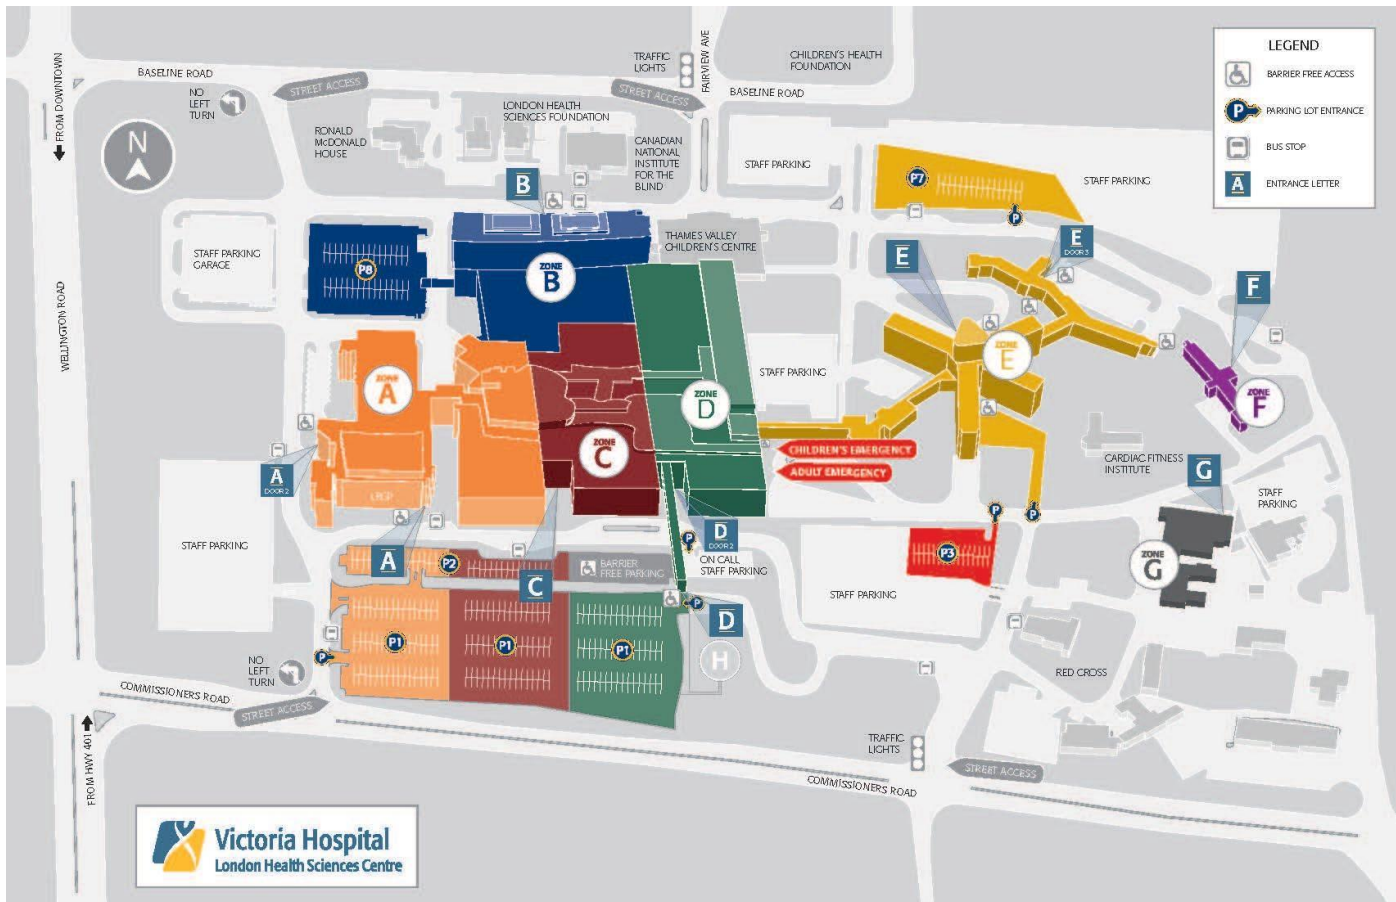 FROM DOWNTOWN
BASELINE ROAD
NO
LEFT
TURN
STREET ACCESS
TRAFFIC
LIGHTS
STREET ACCESS
FAIRVIEW AVE
BASELINE ROAD
CHILDREN'S HEALTH
FOUNDATION
LEGEND
BARRIER FREE ACCESS
P
PARKING LOT ENTRANCE
BUS STOP
A
ENTRANCE LETTER
N
RONALD
McDONALD
HOUSE
LONDON HEALTH
SCIENCES FOUNDATION
CANADIAN
NATIONAL
INSTITUTE
FOR THE
BLIND
STAFF PARKING
P7
STAFF PARKING
P
B
THAMES VALLEY
CHILDREN'S CENTRE
STAFF PARKING
GARAGE
P8
ZONE
B
E
E
DOOR 3
F
WELLINGTON ROAD
ZONE
A
ZONE
D
STAFF PARKING
ZONE
E
ZONE
F
ZONE
C
CHILDREN'S EMERGENCY
ADULT EMERGENCY
CARDIAC FITNESS
INSTITUTE
G
STAFF
PARKING
A
DOOR 2
P
P
D
DOOR 2
P
ON CALL
STAFF PARKING
STAFF PARKING
A
P2
C
BARRIER
FREE PARKING
P3
ZONE
G
STAFF PARKING
P
D
P1
P1
P1
H
P
NO
LEFT
TURN
RED CROSS
COMMISSIONERS ROAD
STREET ACCESS
TRAFFIC
LIGHTS
STREET ACCESS
COMMISSIONERS ROAD
FROM HWY 401
Victoria Hospital
London Health Sciences Centre